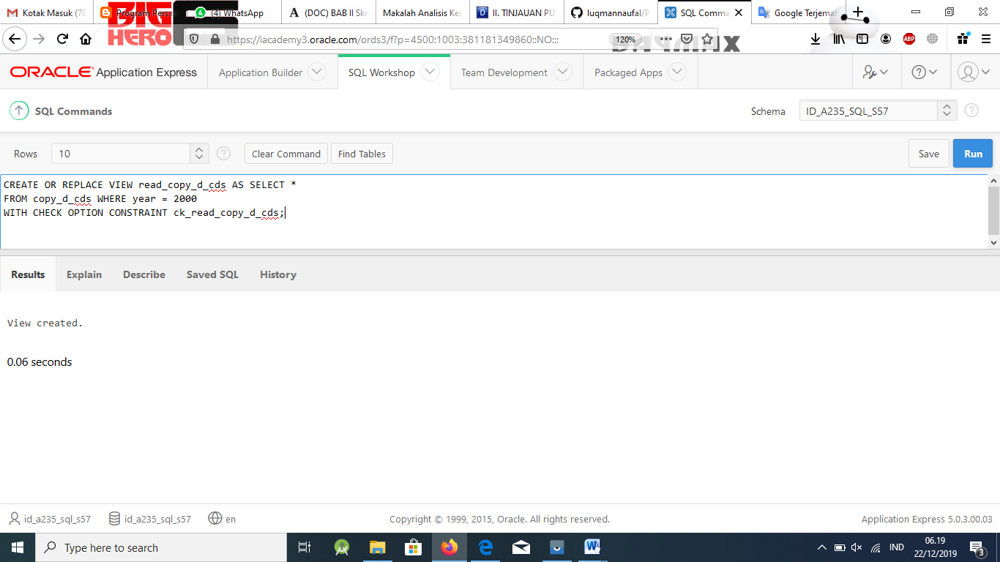 Kotak Masuk (78
Program Persa
(4) WhatsApp
(DOC) BAB II Skr
Makalah Analisis Kes
II. TINJAUAN PU
luqmannaufal/P
SQL Comma
Google Terjemah
BIG
HERO
https://iacademy3.oracle.com/ords3/f?p=4500:1003:381181349860::NO:::
120%
ABP
ORACLE® Application Express
Application Builder
SQL Workshop
Team Development
Packaged Apps
SQL Commands
Schema
ID_A235_SQL_S57
Rows
10
Clear Command
Find Tables
Save
Run
CREATE OR REPLACE VIEW read_copy_d_cds AS SELECT *
FROM copy_d_cds WHERE year = 2000
WITH CHECK OPTION CONSTRAINT ck_read_copy_d_cds;
Results
Explain
Describe
Saved SQL
History
View created.
0.06 seconds
id_a235_sql_s57
id_a235_sql_s57
en
Copyright © 1999, 2015, Oracle. All rights reserved.
Application Express 5.0.3.00.03
Type here to search
IND
06.19
22/12/2019
3